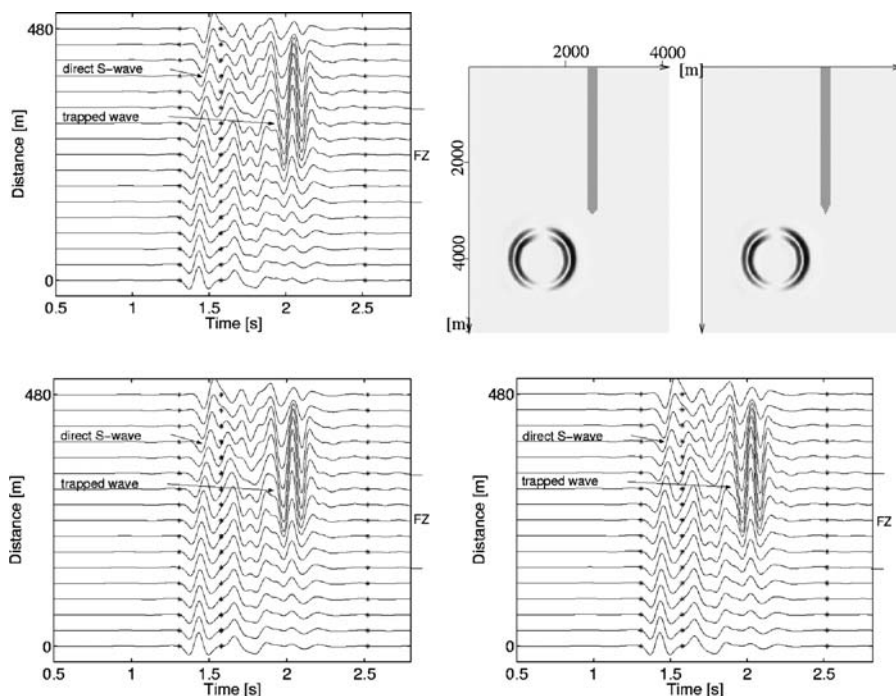 480
direct S-wave
trapped wave
FZ
Distance [m]
0
0.5 1 1.5 2 2.5
Time [s]
2000 4000
[m]
2000
4000
[m]
480
direct S-wave
trapped wave
FZ
Distance [m]
0
0.5 1 1.5 2 2.5
Time [s]
480
direct S-wave
trapped wave
FZ
Distance [m]
0
0.5 1 1.5 2 2.5
Time [s]